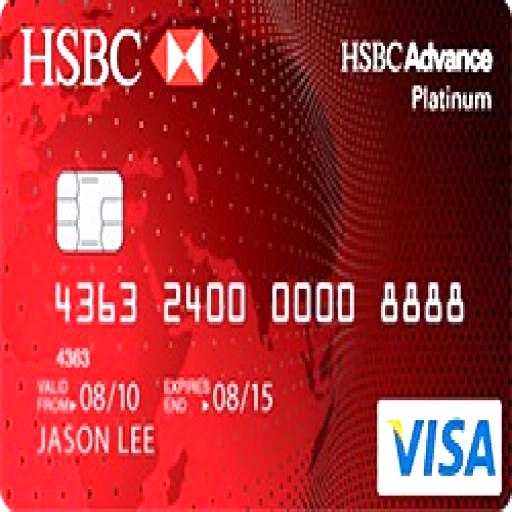 HSBC
HSBC Advance
Platinum
4363 2400 0000 8888
4363
VALID FROM 08/10 EXPIRES END 08/15
JASON LEE
VISA